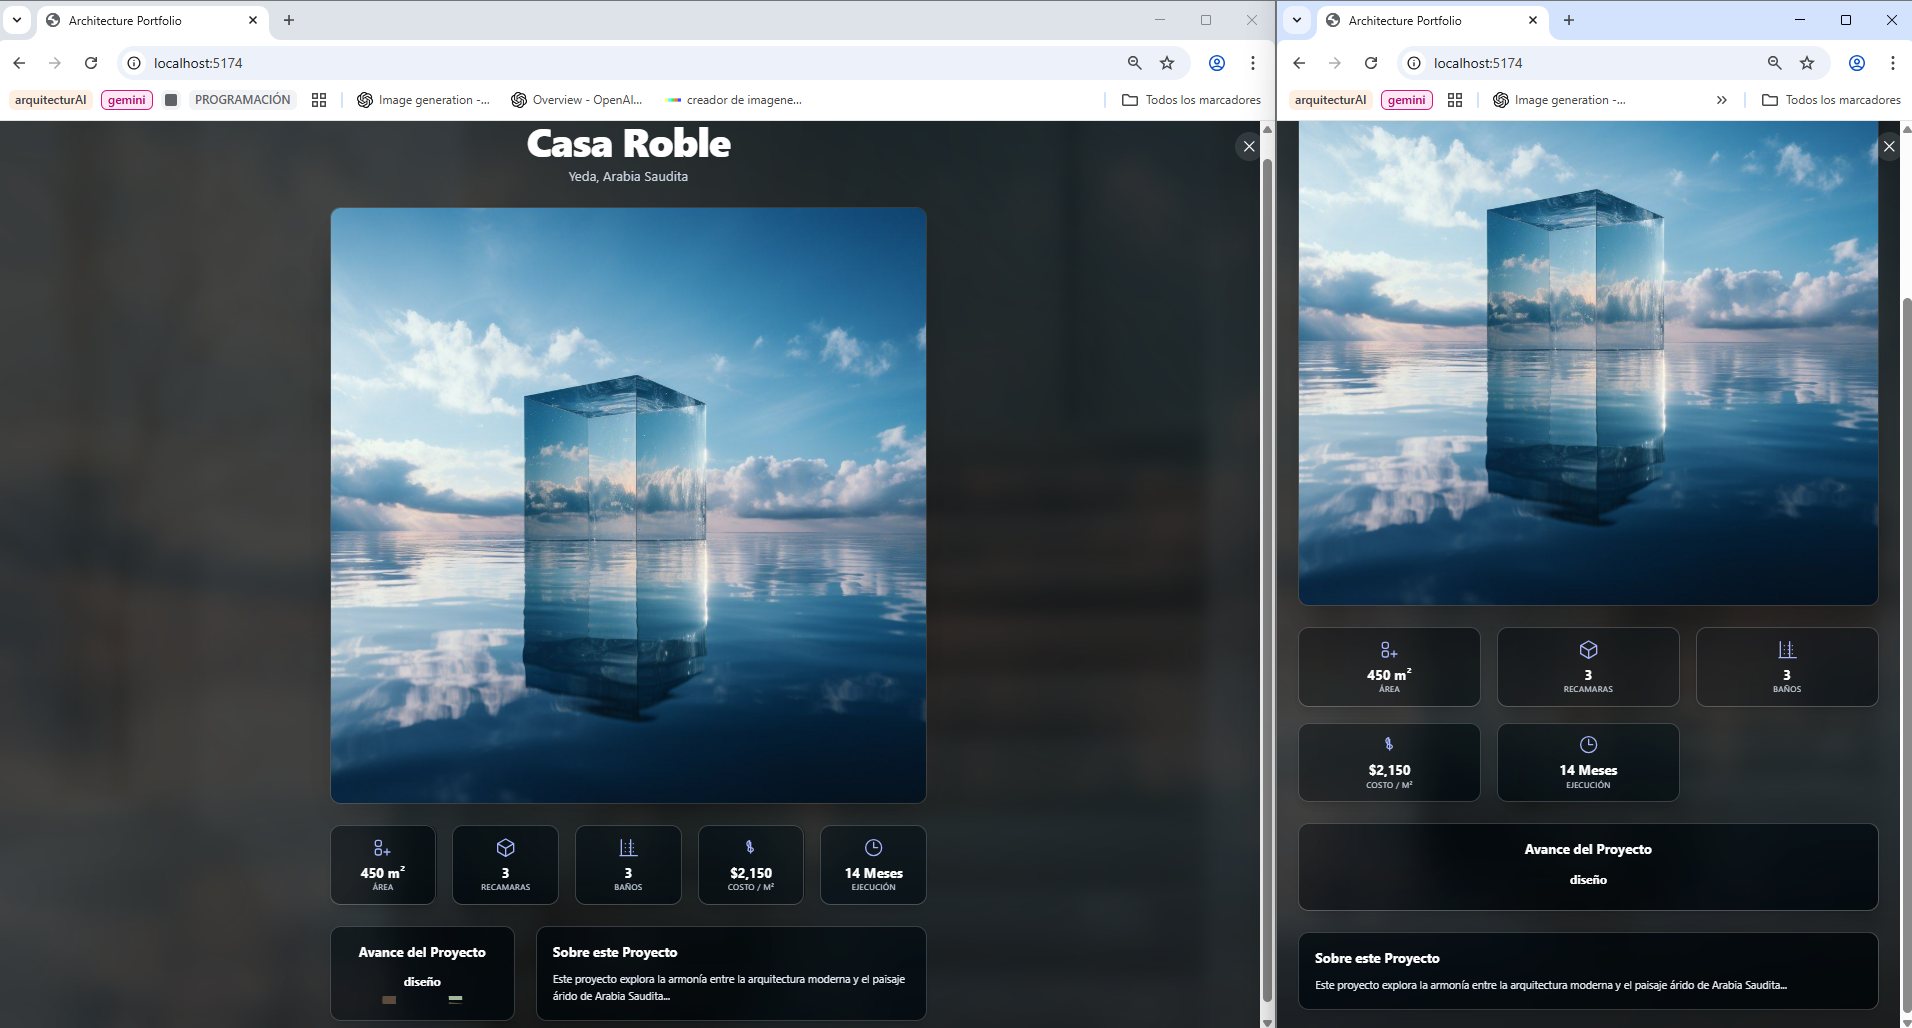 Architecture Portfolio
localhost:5174
arquitecturAI
gemini
PROGRAMACIÓN
Image generation -...
Overview - OpenAI...
creador de imagene...
Todos los marcadores
Casa Roble
Yeda, Arabia Saudita
450 m²
ÁREA
3
RECAMARAS
3
BAÑOS
$2,150
COSTO / M²
14 Meses
EJECUCIÓN
Avance del Proyecto
diseño
Sobre este Proyecto
Este proyecto explora la armonía entre la arquitectura moderna y el paisaje
árido de Arabia Saudita...
Architecture Portfolio
localhost:5174
arquitecturAI
gemini
Image generation -...
Todos los marcadores
450 m²
ÁREA
3
RECAMARAS
3
BAÑOS
$2,150
COSTO / M²
14 Meses
EJECUCIÓN
Avance del Proyecto
diseño
Sobre este Proyecto
Este proyecto explora la armonía entre la arquitectura moderna y el paisaje árido de Arabia Saudita...